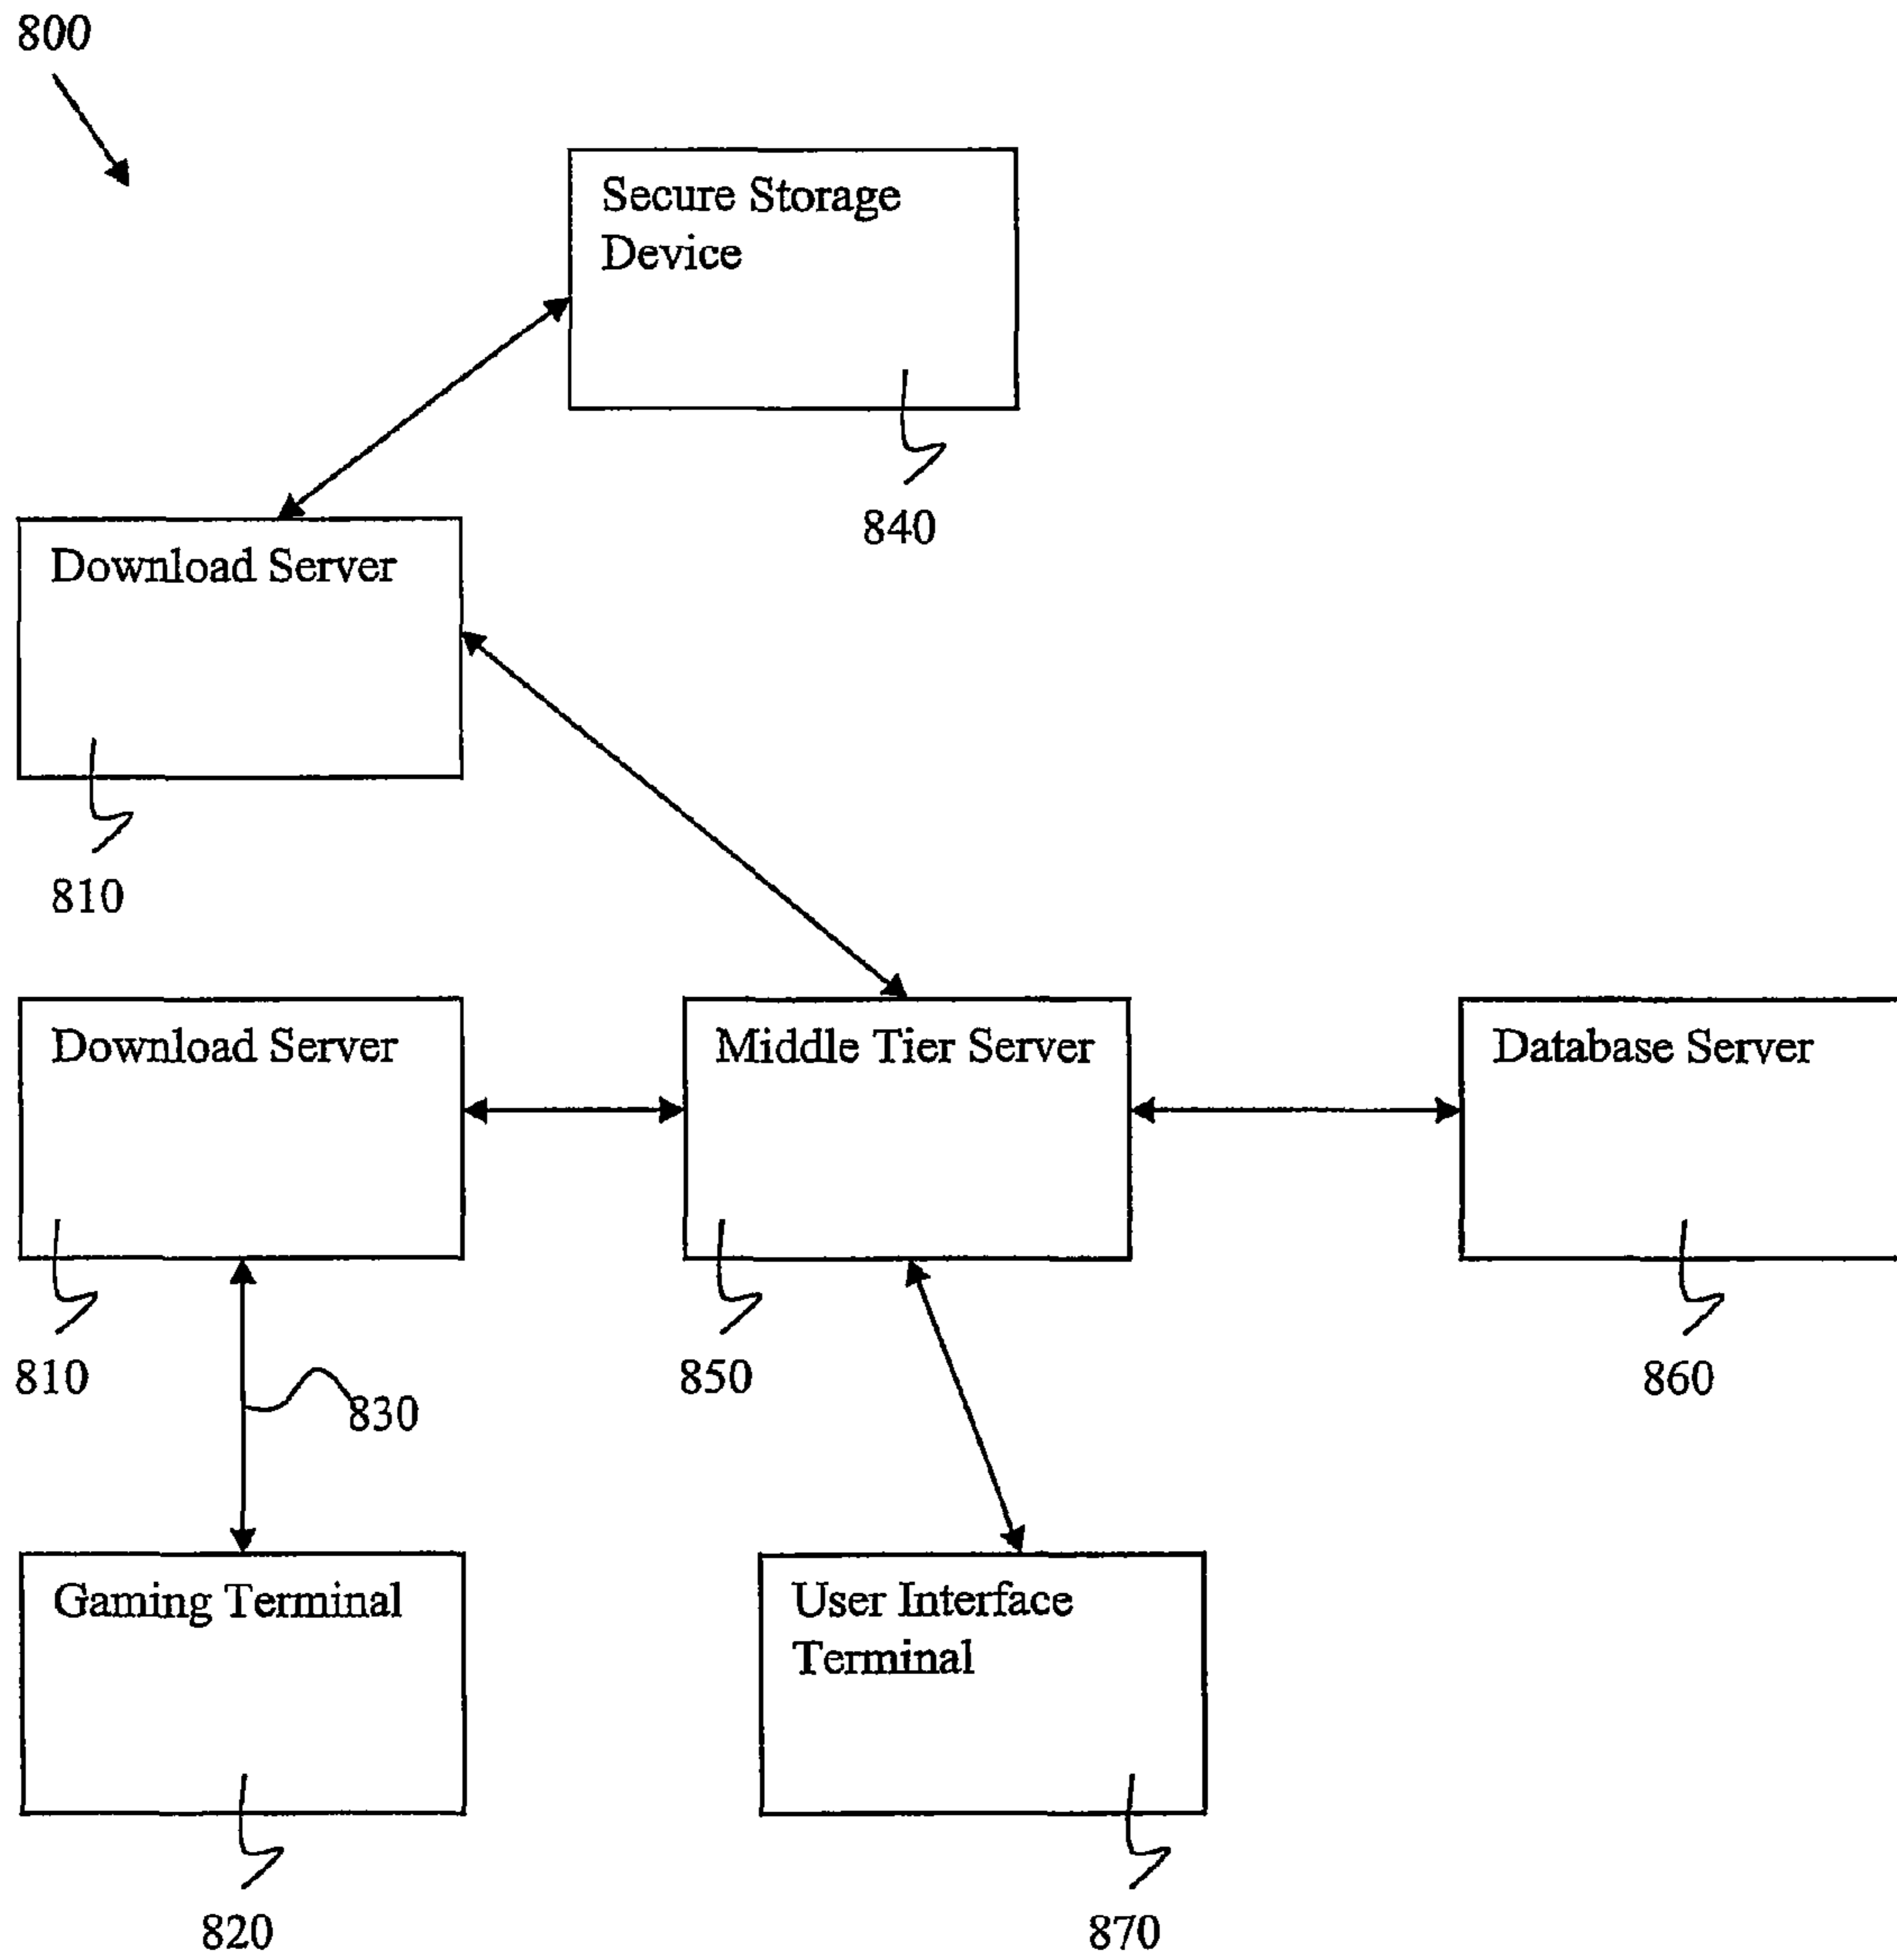 800
Secure Storage
Device
840
Download Server
810
Download Server
810
Middle Tier Server
850
Database Server
860
830
Gaming Terminal
820
User Interface
Terminal
870